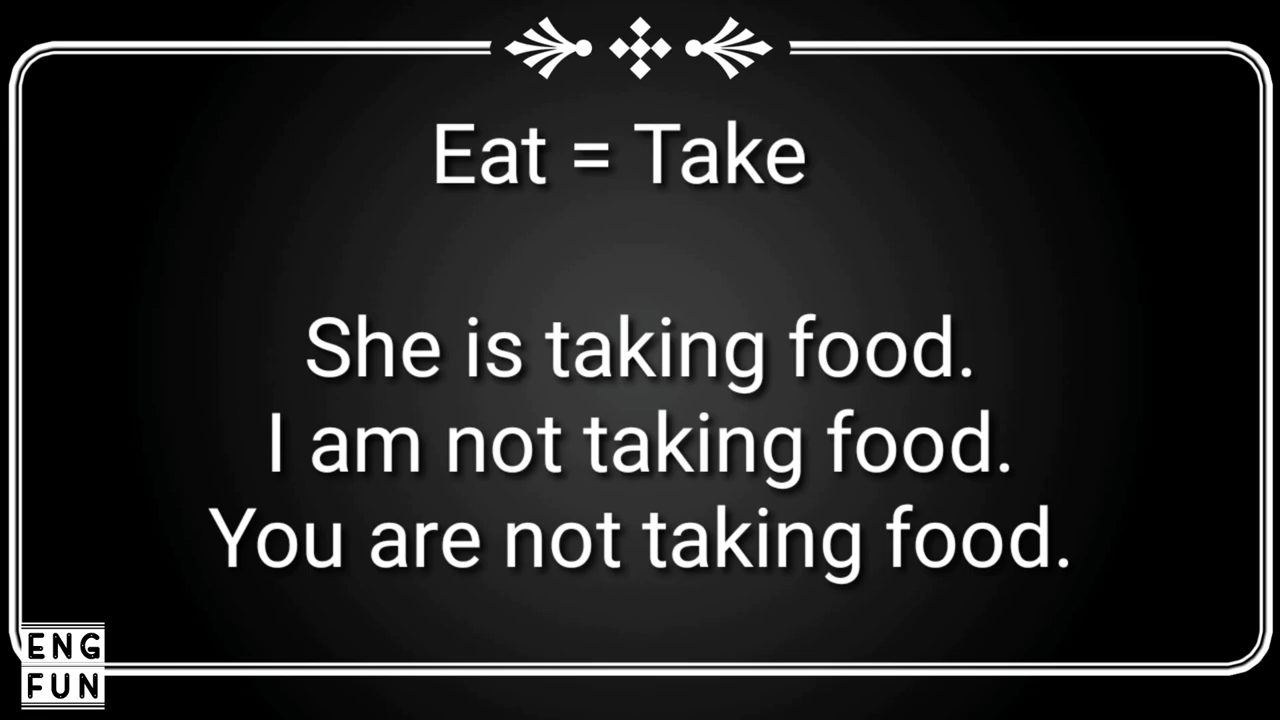 Eat = Take
She is taking food.
I am not taking food.
You are not taking food.
ENG
FUN